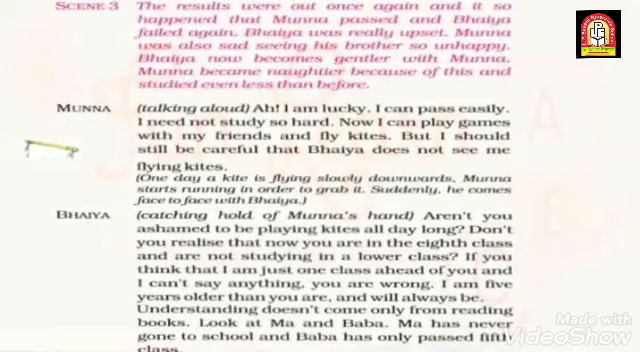 SCENE 3 The results were out once again and it so
happened that Munna passed and Bhaiya
failed again. Bhaiya was really upset. Munna
was also sad seeing his brother so unhappy.
Bhaiya now becomes gentler with Munna.
Munna became naughtier because of this and
studied even less than before.
MUNNA (talking aloud) Ah! I am lucky. I can pass easily.
I need not study so hard. Now I can play games
with my friends and fly kites. But I should
still be careful that Bhaiya does not see me
flying kites.
(One day a kite is flying slowly downwards, Munna
starts running in order to grab it. Suddenly, he comes
face to face with Bhaiya.)
BHAIYA (catching hold of Munna's hand) Aren't you
ashamed to be playing kites all day long? Don't
you realise that now you are in the eighth class
and are not studying in a lower class? If you
think that I am just one class ahead of you and
I can't say anything, you are wrong. I am five
years older than you are, and will always be.
Understanding doesn't come only from reading
books. Look at Ma and Baba. Ma has never
gone to school and Baba has only passed fifth
class.
Made with
VideoShow